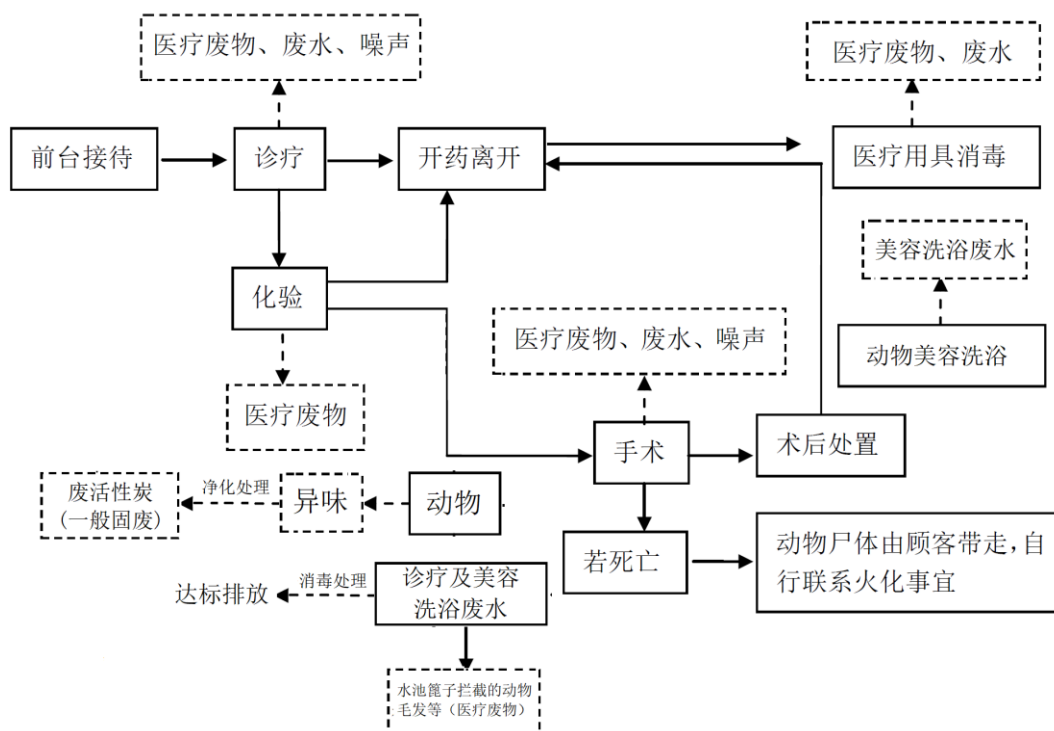 医疗废物、废水、噪声
医疗废物、废水
前台接待
诊疗
开药离开
医疗用具消毒
美容洗浴废水
化验
医疗废物、废水、噪声
动物美容洗浴
医疗废物
手术
术后处置
废活性炭
(一般固废)
净化处理
异味
动物
若死亡
动物尸体由顾客带走，自
行联系火化事宜
达标排放
消毒处理
诊疗及美容
洗浴废水
水池篦子拦截的动物
毛发等（医疗废物）